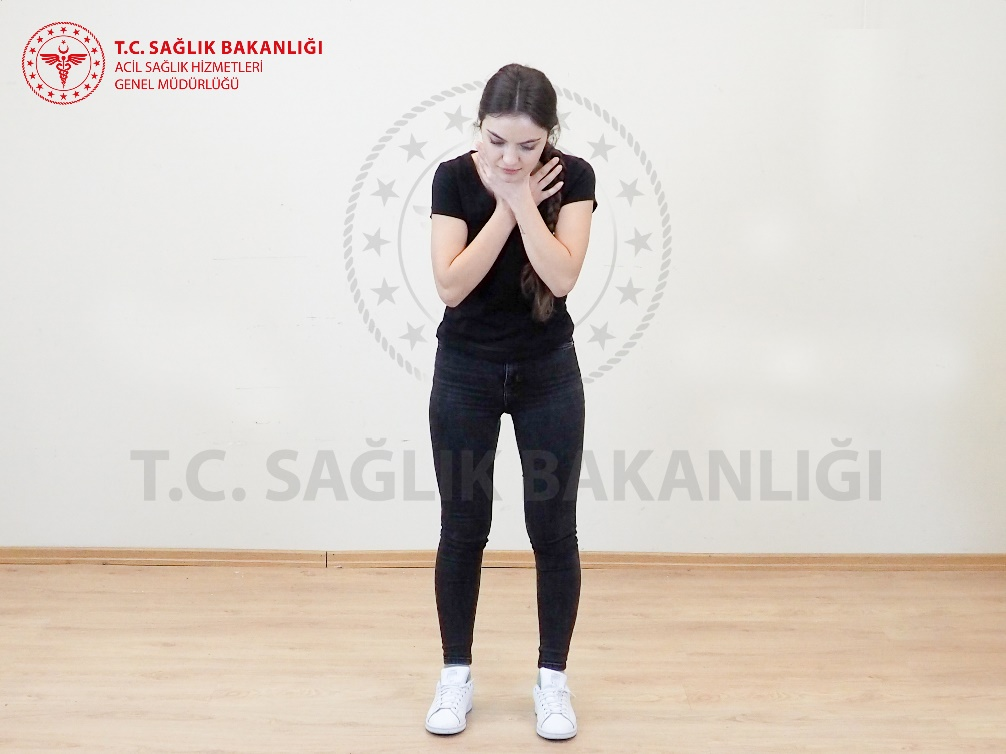 T.C. SAĞLIK BAKANLIĞI
ACİL SAĞLIK HİZMETLERİ
GENEL MÜDÜRLÜĞÜ
T.C. SAĞLIK BAKANLIĞI